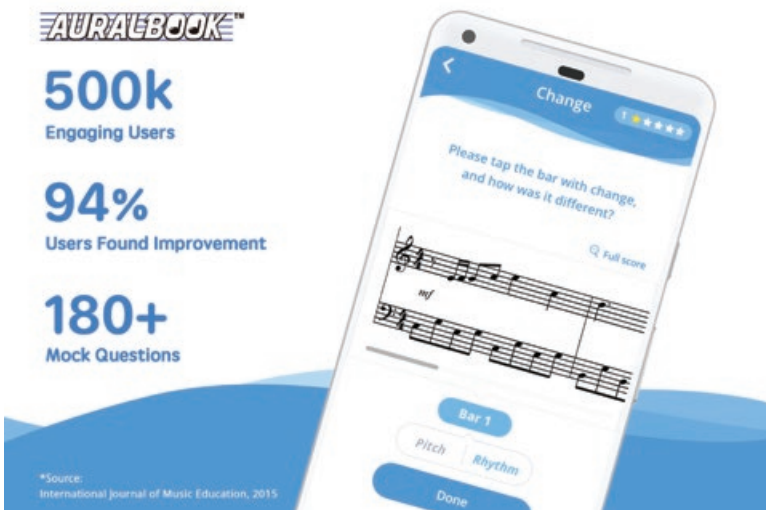 AURALBOOK™
500k
Engaging Users
94%
Users Found Improvement
180+
Mock Questions
*Source:
International Journal of Music Education, 2015
Change
1
Please tap the bar with change,
and how was it different?
Full score
mf
Bar 1
Pitch
Rhythm
Done